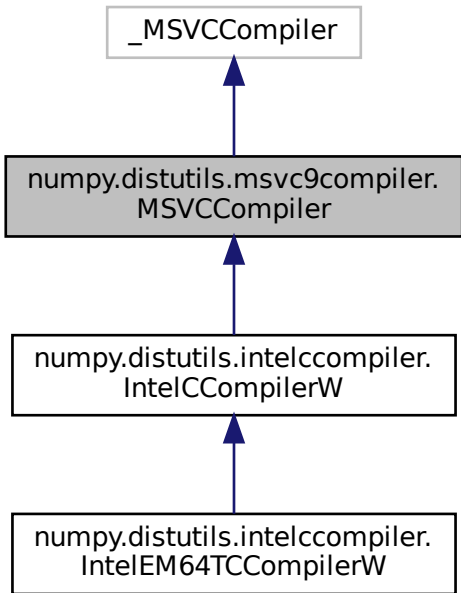 _MSVCCompiler
numpy.distutils.msvc9compiler.
MSVCCompiler
numpy.distutils.intelccompiler.
IntelCCompilerW
numpy.distutils.intelccompiler.
IntelEM64TCCompilerW